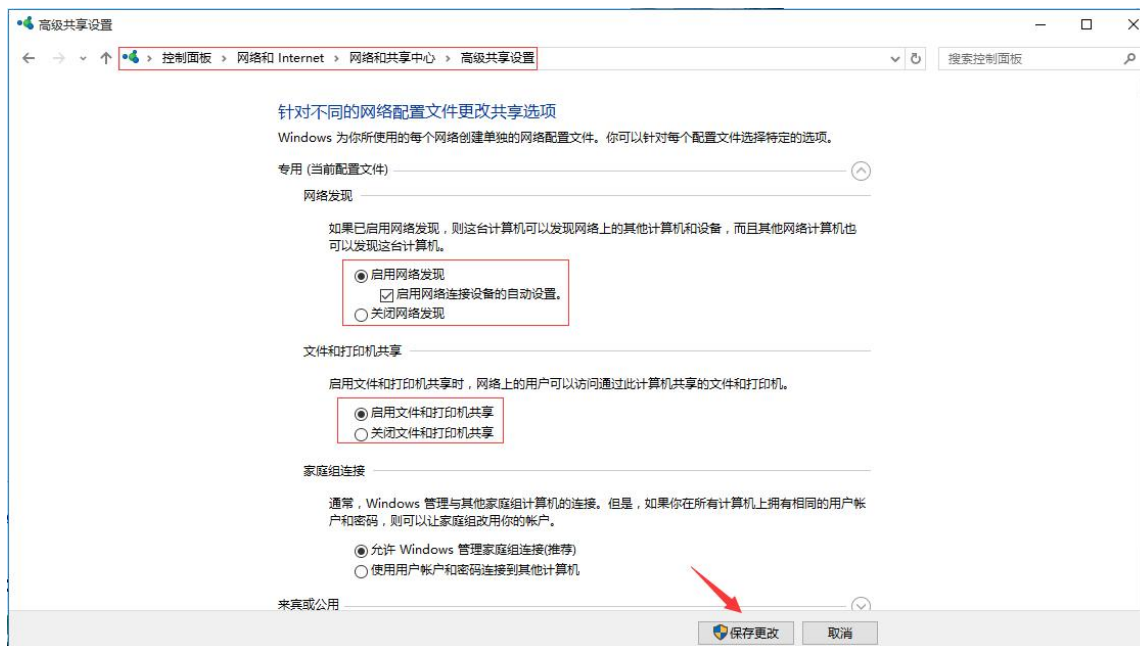 高级共享设置
控制面板 › 网络和 Internet › 网络和共享中心 › 高级共享设置
搜索控制面板
针对不同的网络配置文件更改共享选项
Windows 为你所使用的每个网络创建单独的网络配置文件。你可以针对每个配置文件选择特定的选项。
专用 (当前配置文件)
网络发现
如果已启用网络发现，则这台计算机可以发现网络上的其他计算机和设备，而且其他网络计算机也
可以发现这台计算机。
启用网络发现
启用网络连接设备的自动设置。
关闭网络发现
文件和打印机共享
启用文件和打印机共享时，网络上的用户可以访问通过此计算机共享的文件和打印机。
启用文件和打印机共享
关闭文件和打印机共享
家庭组连接
通常，Windows 管理与其他家庭组计算机的连接。但是，如果你在所有计算机上拥有相同的用户帐
户和密码，则可以让家庭组改用你的帐户。
允许 Windows 管理家庭组连接(推荐)
使用用户帐户和密码连接到其他计算机
来宾或公用
保存更改
取消